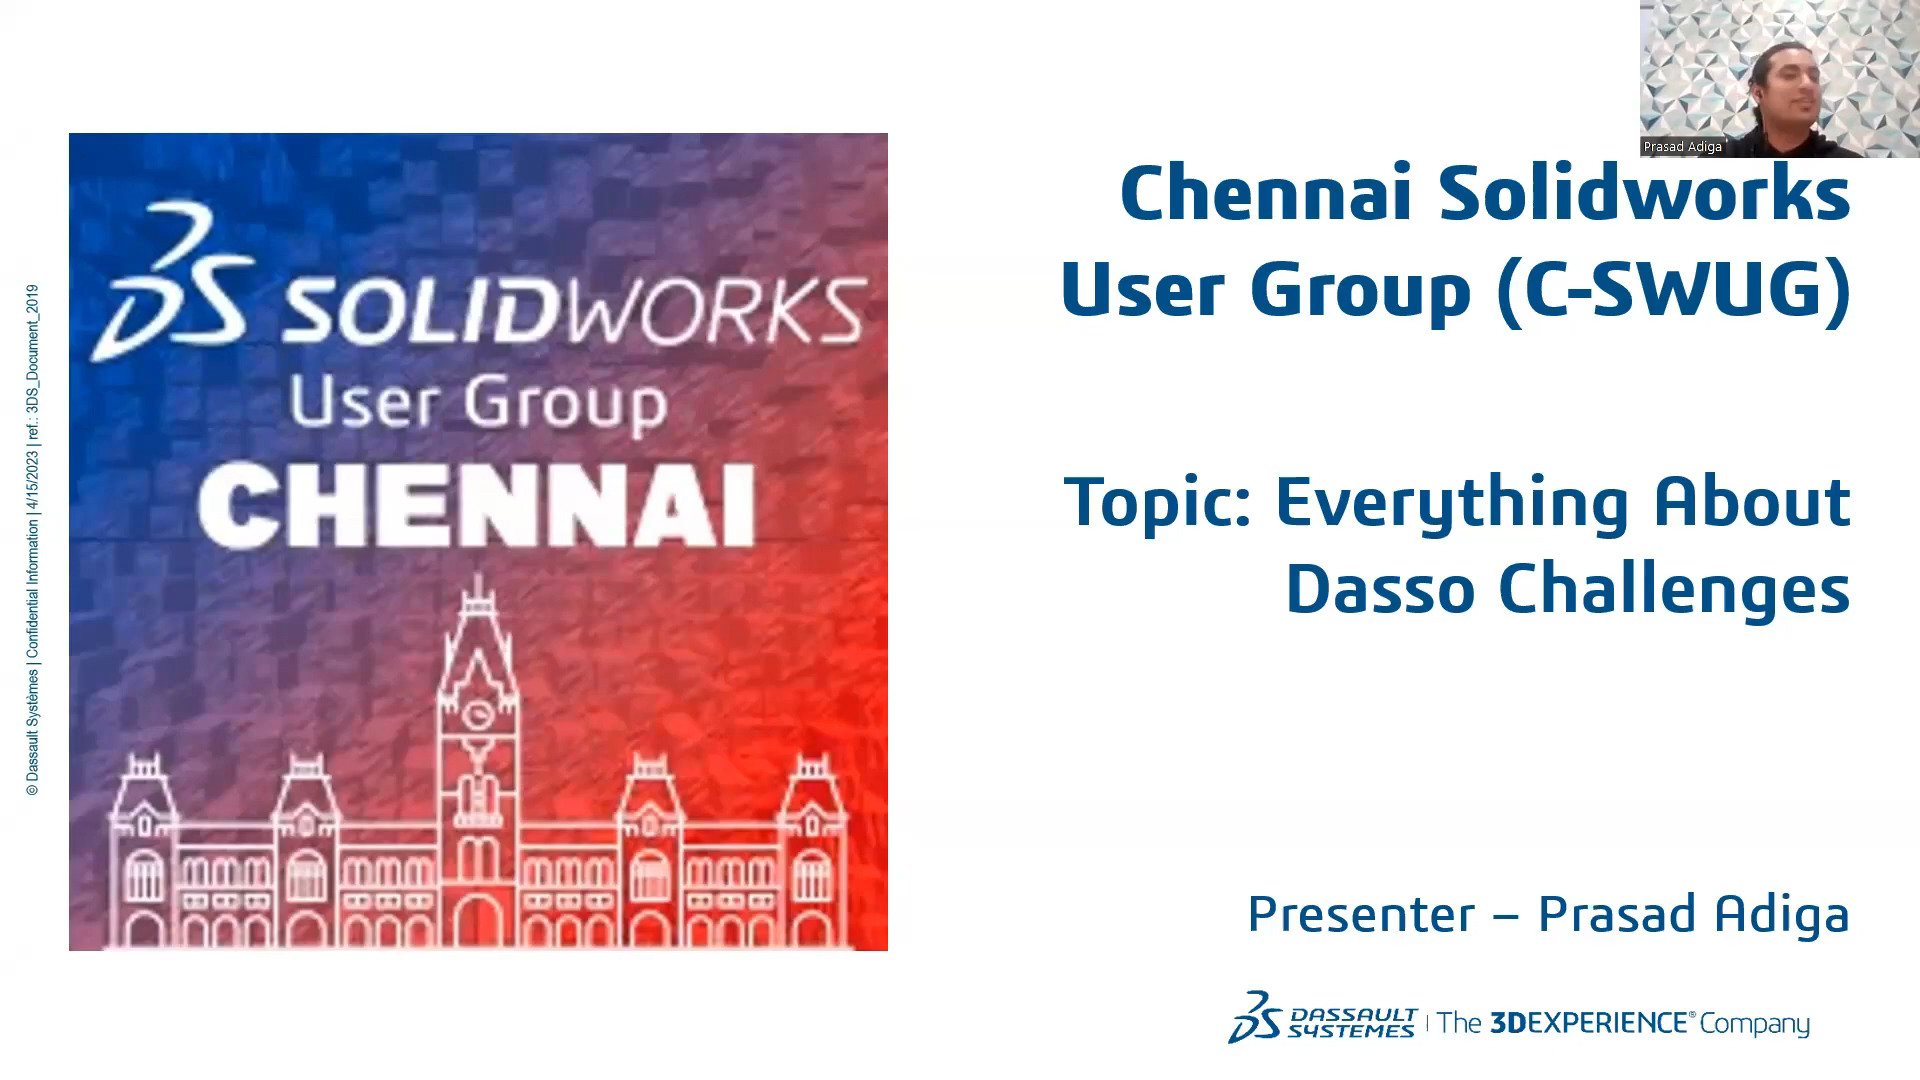 © Dassault Systèmes | Confidential Information | 4/15/2023 | ref.: 3DS_Document_2019
SOLIDWORKS
User Group
CHENNAI
Prasad Adiga
Chennai Solidworks
User Group (C-SWUG)
Topic: Everything About
Dasso Challenges
Presenter – Prasad Adiga
DASSAULT
SYSTEMES | The 3DEXPERIENCE® Company